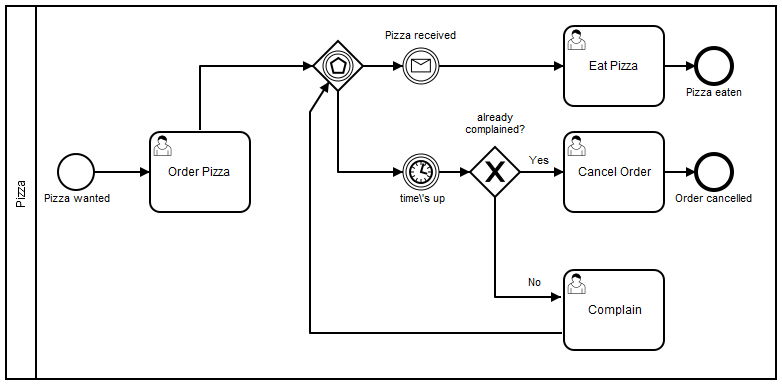 Pizza
Pizza wanted
Order Pizza
Pizza received
Eat Pizza
Pizza eaten
time\'s up
already
complained?
Yes
Cancel Order
Order cancelled
No
Complain